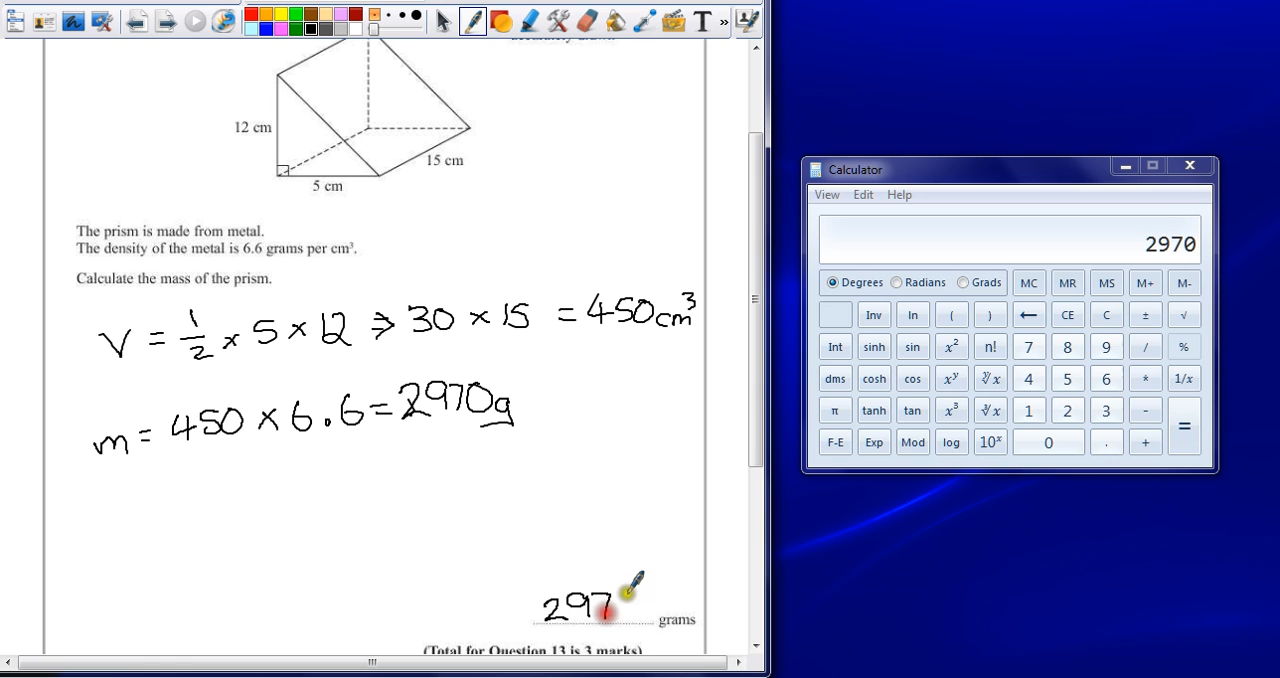 12 cm
15 cm
5 cm
The prism is made from metal.
The density of the metal is 6.6 grams per cm³.
Calculate the mass of the prism.
V = 1/2 × 5 × 12 ⇒ 30 × 15 = 450cm³
m = 450 × 6.6 = 2970g
297
grams
(Total for Question 13 is 3 marks)
Calculator
View Edit Help
2970
Degrees Radians Grads MC MR MS M+ M-
Inv ln ( ) ← CE C ± √
Int sinh sin x² n! 7 8 9 / %
dms cosh cos xʸ ʸ√x 4 5 6 * 1/x
π tanh tan x³ ³√x 1 2 3 - =
F-E Exp Mod log 10ˣ 0 . +